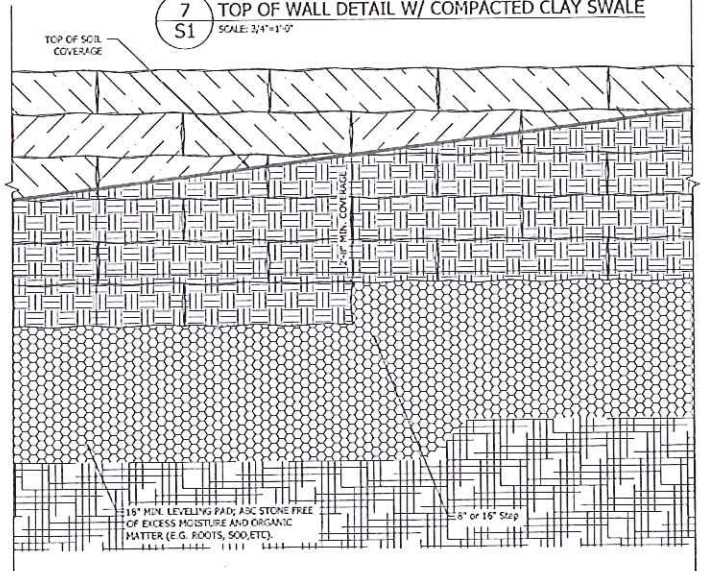 7
S1
TOP OF WALL DETAIL W/ COMPACTED CLAY SWALE
SCALE: 3/4"=1'-0"
TOP OF SOIL
COVERAGE
MIN. COVERAGE
18" MIN. LEVELING PAD; ABC STONE FREE
OF EXCESS MOISTURE AND ORGANIC
MATTER (E.G. ROOTS, SOD,ETC).
8" or 16" Step